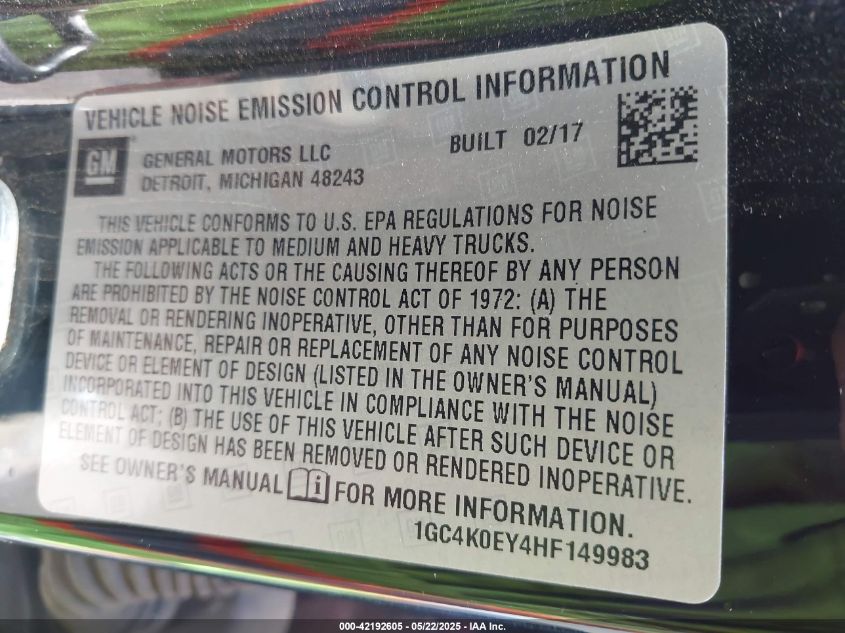 VEHICLE NOISE EMISSION CONTROL INFORMATION
GM
GENERAL MOTORS LLC
DETROIT, MICHIGAN 48243
BUILT 02/17
THIS VEHICLE CONFORMS TO U.S. EPA REGULATIONS FOR NOISE
EMISSION APPLICABLE TO MEDIUM AND HEAVY TRUCKS.
THE FOLLOWING ACTS OR THE CAUSING THEREOF BY ANY PERSON
ARE PROHIBITED BY THE NOISE CONTROL ACT OF 1972: (A) THE
REMOVAL OR RENDERING INOPERATIVE, OTHER THAN FOR PURPOSES
OF MAINTENANCE, REPAIR OR REPLACEMENT OF ANY NOISE CONTROL
DEVICE OR ELEMENT OF DESIGN (LISTED IN THE OWNER'S MANUAL)
INCORPORATED INTO THIS VEHICLE IN COMPLIANCE WITH THE NOISE
CONTROL ACT; (B) THE USE OF THIS VEHICLE AFTER SUCH DEVICE OR
ELEMENT OF DESIGN HAS BEEN REMOVED OR RENDERED INOPERATIVE.
SEE OWNER'S MANUAL i FOR MORE INFORMATION.
1GC4K0EY4HF149983
000-42192605 - 05/22/2025 - IAA Inc.